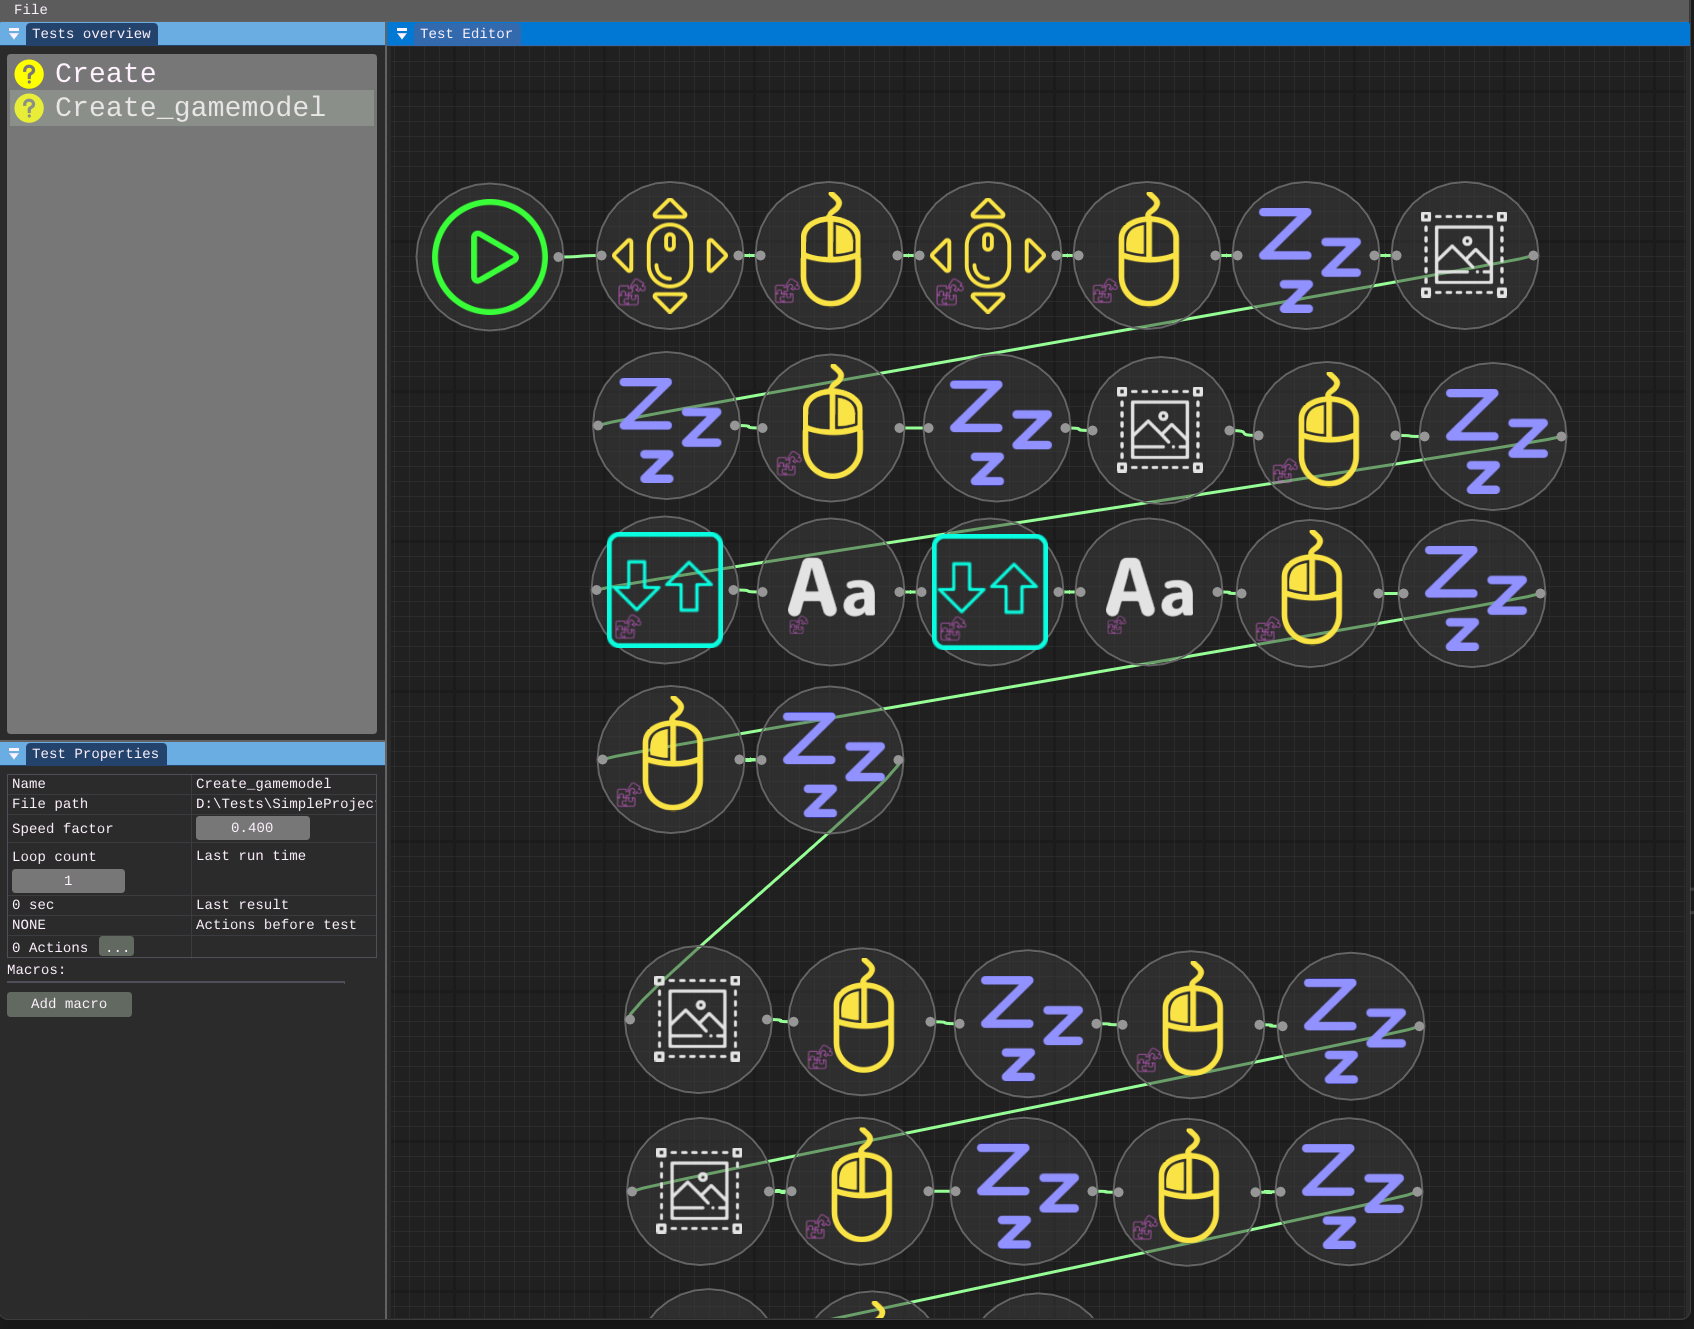 File
Tests overview
Test Editor
? Create
? Create_gamemodel
Z Z Z
Z Z Z
Z Z Z
Z Z Z
Aa
Aa
Z Z Z
Z Z Z
Test Properties
Name Create_gamemodel
File path D:\Tests\SimpleProjec
Speed factor 0.400
Loop count Last run time
1
0 sec Last result
NONE Actions before test
0 Actions ...
Macros:
Add macro
Z Z Z
Z Z Z
Z Z Z
Z Z Z